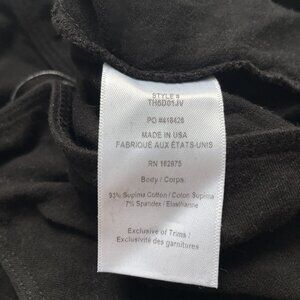 STYLE #
TH6D01JV
PO #418426
MADE IN USA
FABRIQUÉ AUX ÉTATS-UNIS
RN 162975
Body / Corps:
93% Supima Cotton / Coton Supima
7% Spandex / Elasthanne
Exclusive of Trims /
Exclusivité des garnitures